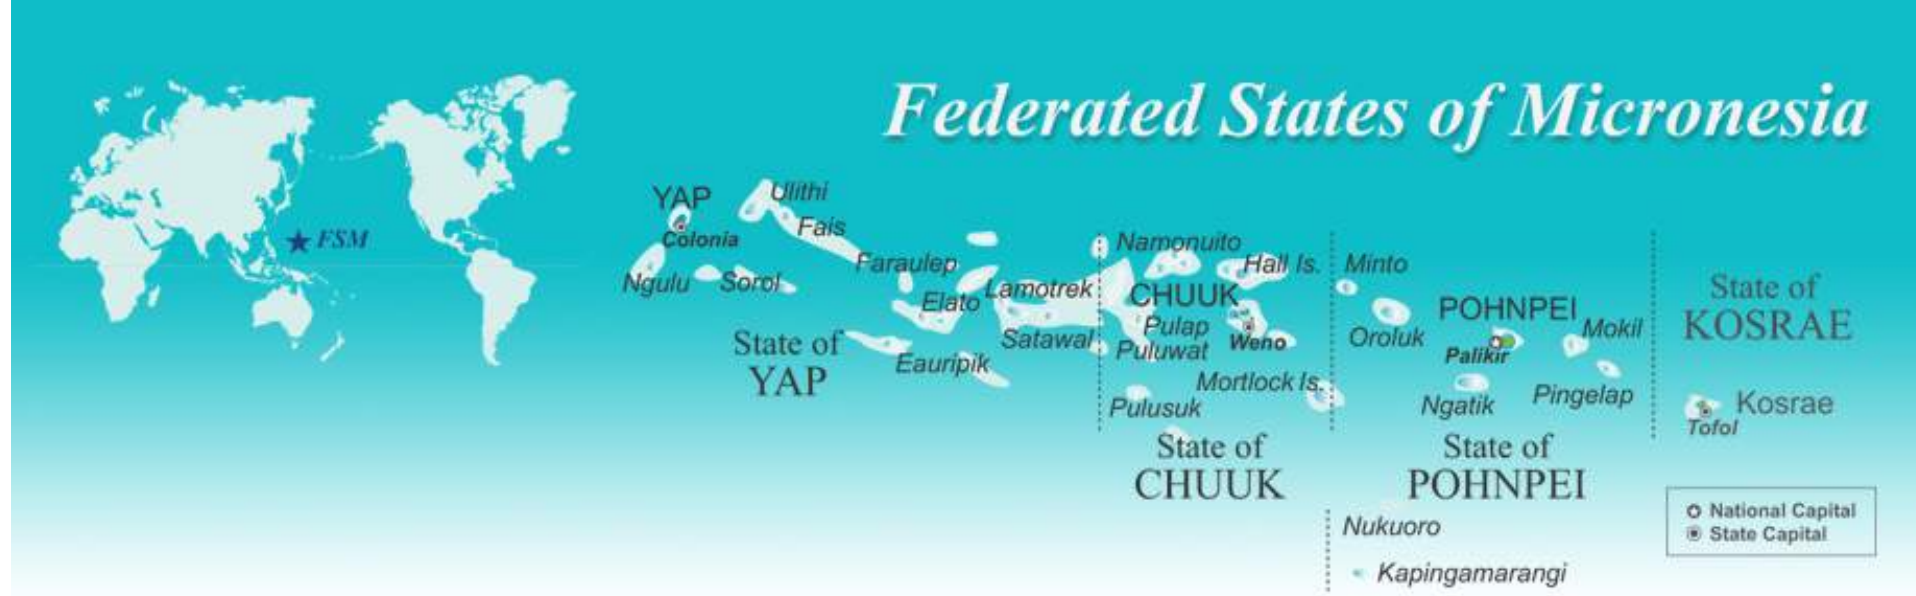 Federated States of Micronesia
FSM
YAP
Colonia
Ulithi
Fais
Ngulu
Sorol
Faraulep
Elato
Lamotrek
Satawal
Eauripik
State of
YAP
Namonuito
Hall Is.
CHUUK
Pulap
Puluwat
Weno
Mortlock Is.
Pulusuk
State of
CHUUK
Minto
Oroluk
POHNPEI
Palikir
Mokil
Ngatik
Pingelap
State of
POHNPEI
Nukuoro
Kapingamarangi
State of
KOSRAE
Kosrae
Tofol
National Capital
State Capital